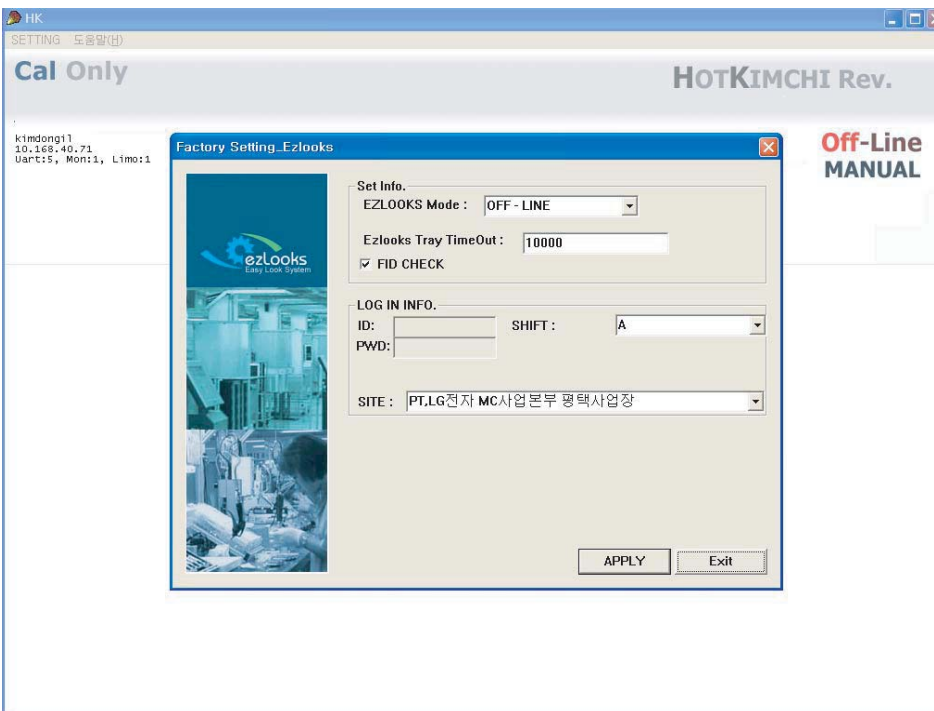 HK
SETTING 도움말(H)
Cal Only
HOTKIMCHI Rev.
kimdongil
10.168.40.71
Uart:5, Mon:1, Limo:1
Off-Line
MANUAL
Factory Setting_Ezlooks
ezlooks
Easy Look System
Set Info.
EZLOOKS Mode : OFF - LINE
Ezlooks Tray TimeOut : 10000
FID CHECK
LOG IN INFO.
ID: SHIFT : A
PWD:
SITE : PT,LG전자 MC사업본부 평택사업장
APPLY Exit